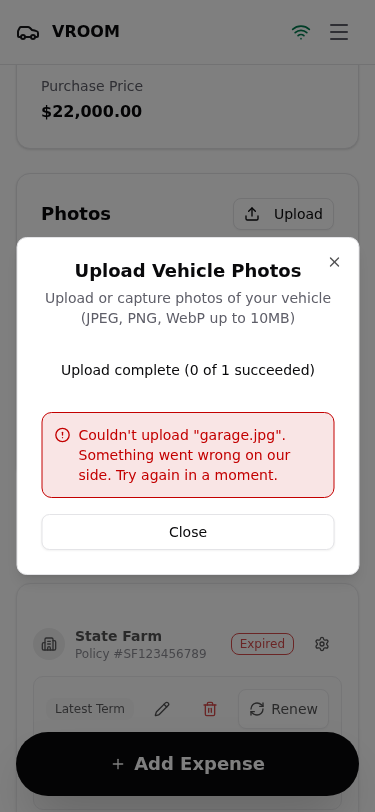 VROOM
Purchase Price
$22,000.00
Photos
Upload
Upload Vehicle Photos
Upload or capture photos of your vehicle
(JPEG, PNG, WebP up to 10MB)
Upload complete (0 of 1 succeeded)
Couldn't upload "garage.jpg".
Something went wrong on our
side. Try again in a moment.
Close
State Farm
Policy #SF123456789
Expired
Latest Term
Renew
+ Add Expense